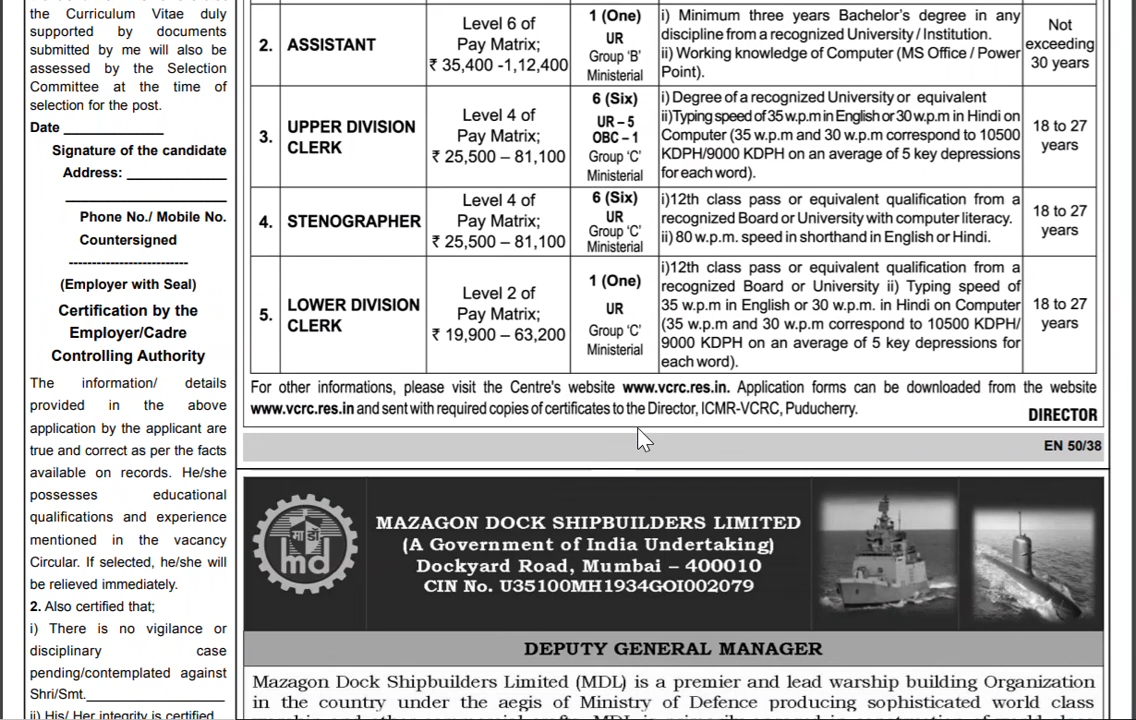 the Curriculum Vitae duly
supported by documents
submitted by me will also be
assessed by the Selection
Committee at the time of
selection for the post.
Date ____________
Signature of the candidate
Address: ____________
____________________
Phone No./ Mobile No.
Countersigned
--------------------------
(Employer with Seal)
Certification by the
Employer/Cadre
Controlling Authority
The information/ details
provided in the above
application by the applicant are
true and correct as per the facts
available on records. He/she
possesses educational
qualifications and experience
mentioned in the vacancy
Circular. If selected, he/she will
be relieved immediately.
2. Also certified that;
i) There is no vigilance or
disciplinary case
pending/contemplated against
Shri/Smt.__________________
ii) His/ Her integrity is certified
2.
ASSISTANT
Level 6 of
Pay Matrix;
₹ 35,400 -1,12,400
1 (One)
UR
Group ‘B’
Ministerial
i) Minimum three years Bachelor's degree in any
discipline from a recognized University / Institution.
ii) Working knowledge of Computer (MS Office / Power
Point).
Not
exceeding
30 years
3.
UPPER DIVISION
CLERK
Level 4 of
Pay Matrix;
₹ 25,500 – 81,100
6 (Six)
UR – 5
OBC – 1
Group ‘C’
Ministerial
i) Degree of a recognized University or equivalent
ii)Typing speed of 35 w.p.m in English or 30 w.p.m in Hindi on
Computer (35 w.p.m and 30 w.p.m correspond to 10500
KDPH/9000 KDPH on an average of 5 key depressions
for each word).
18 to 27
years
4.
STENOGRAPHER
Level 4 of
Pay Matrix;
₹ 25,500 – 81,100
6 (Six)
UR
Group ‘C’
Ministerial
i)12th class pass or equivalent qualification from a
recognized Board or University with computer literacy.
ii) 80 w.p.m. speed in shorthand in English or Hindi.
18 to 27
years
5.
LOWER DIVISION
CLERK
Level 2 of
Pay Matrix;
₹ 19,900 – 63,200
1 (One)
UR
Group ‘C’
Ministerial
i)12th class pass or equivalent qualification from a
recognized Board or University ii) Typing speed of
35 w.p.m in English or 30 w.p.m. in Hindi on Computer
(35 w.p.m and 30 w.p.m correspond to 10500 KDPH/
9000 KDPH on an average of 5 key depressions for
each word).
18 to 27
years
For other informations, please visit the Centre's website www.vcrc.res.in. Application forms can be downloaded from the website
www.vcrc.res.in and sent with required copies of certificates to the Director, ICMR-VCRC, Puducherry.
DIRECTOR
EN 50/38
मा डॉ
md
MAZAGON DOCK SHIPBUILDERS LIMITED
(A Government of India Undertaking)
Dockyard Road, Mumbai – 400010
CIN No. U35100MH1934GOI002079
DEPUTY GENERAL MANAGER
Mazagon Dock Shipbuilders Limited (MDL) is a premier and lead warship building Organization
in the country under the aegis of Ministry of Defence producing sophisticated world class